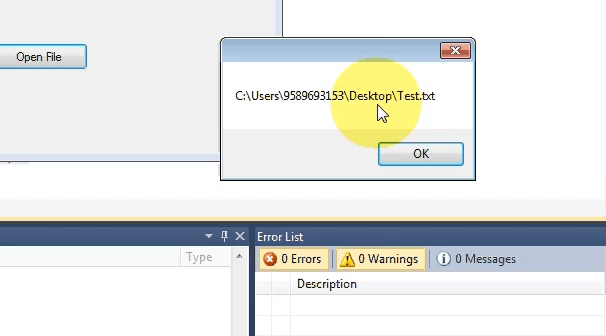 Open File
C:\Users\9589693153\Desktop\Test.txt
OK
Error List
Type
0 Errors
0 Warnings
0 Messages
Description